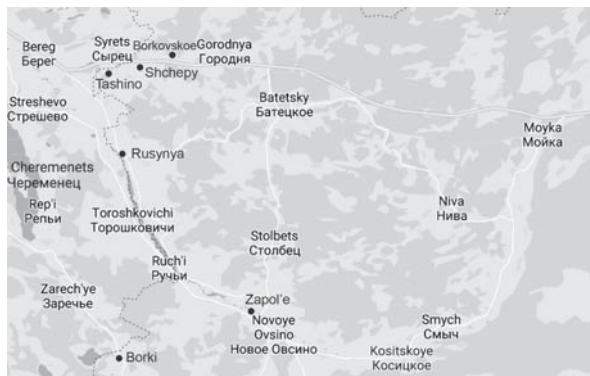 Bereg
Берег
Syrets
Сырец
Borkovskoe
Gorodnya
Городня
Shchepy
Tashino
Streshevo
Стрешево
Batetsky
Батецкое
Moyka
Мойка
Rusynya
Cheremenets
Череменец
Rep'i
Репьи
Niva
Нива
Toroshkovichi
Торошковичи
Stolbets
Столбец
Ruch'i
Ручьи
Zarech'ye
Заречье
Zapol'e
Novoye
Ovsino
Новое Овсино
Smych
Смыч
Kositskoye
Косицкое
Borki